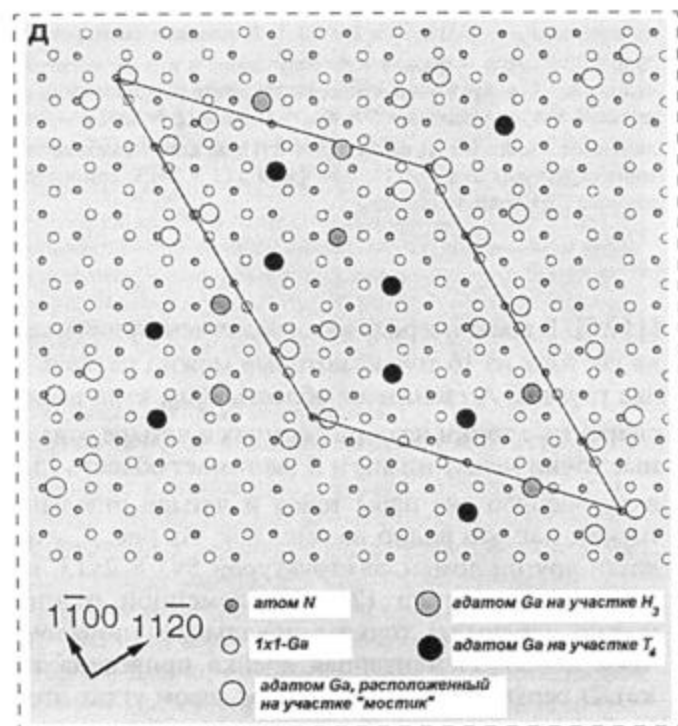 Д
1100 1120
атом N
адатом Ga на участке H3
1x1-Ga
адатом Ga на участке T4
адатом Ga, расположенный
на участке "мостик"